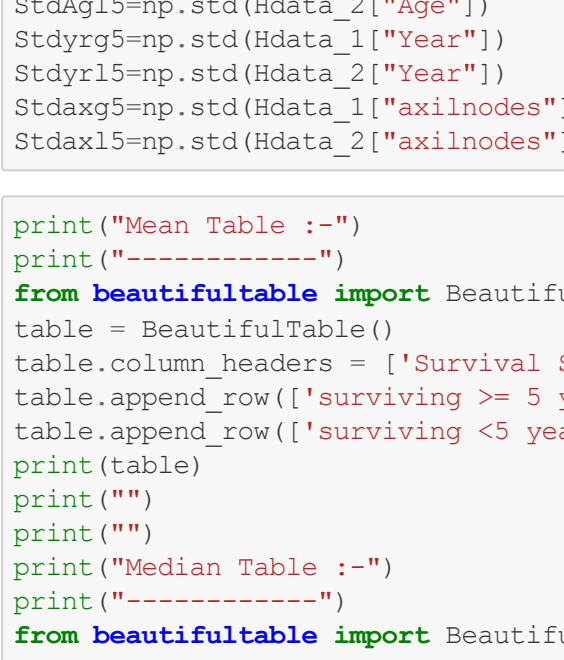 StdAgl5=np.std(Hdata_2["Age"])
Stdyrg5=np.std(Hdata_1["Year"])
Stdyrl5=np.std(Hdata_2["Year"])
Stdaxg5=np.std(Hdata_1["axilnodes"]
Stdaxl5=np.std(Hdata_2["axilnodes"]
print("Mean Table :-")
print("------------")
from beautifultable import Beautifu
table = BeautifulTable()
table.column_headers = ['Survival S
table.append_row(['surviving >= 5 y
table.append_row(['surviving <5 yea
print(table)
print("")
print("")
print("Median Table :-")
print("------------")
from beautifultable import Beautifu